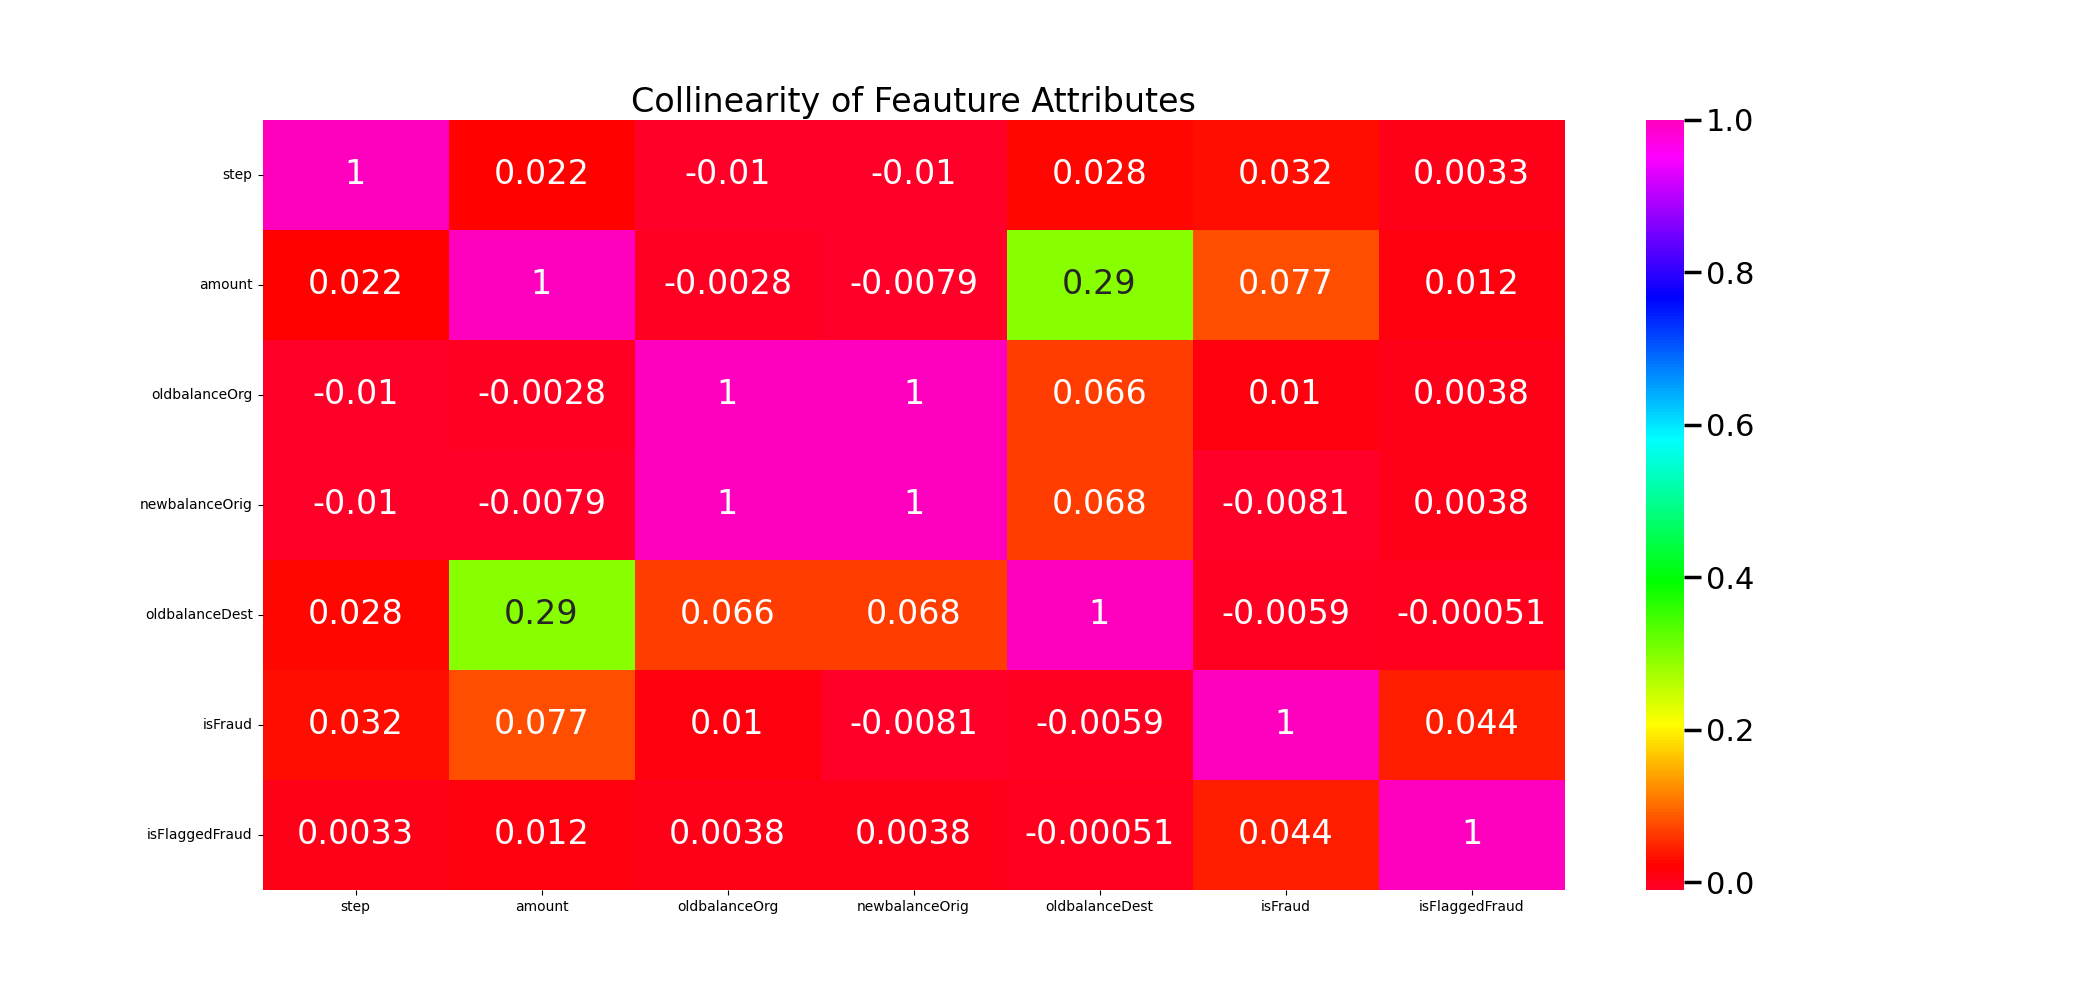 Collinearity of Feauture Attributes
step 1 0.022 -0.01 -0.01 0.028 0.032 0.0033
amount 0.022 1 -0.0028 -0.0079 0.29 0.077 0.012
oldbalanceOrg -0.01 -0.0028 1 1 0.066 0.01 0.0038
newbalanceOrig -0.01 -0.0079 1 1 0.068 -0.0081 0.0038
oldbalanceDest 0.028 0.29 0.066 0.068 1 -0.0059 -0.00051
isFraud 0.032 0.077 0.01 -0.0081 -0.0059 1 0.044
isFlaggedFraud 0.0033 0.012 0.0038 0.0038 -0.00051 0.044 1
step amount oldbalanceOrg newbalanceOrig oldbalanceDest isFraud isFlaggedFraud
1.0
0.8
0.6
0.4
0.2
0.0